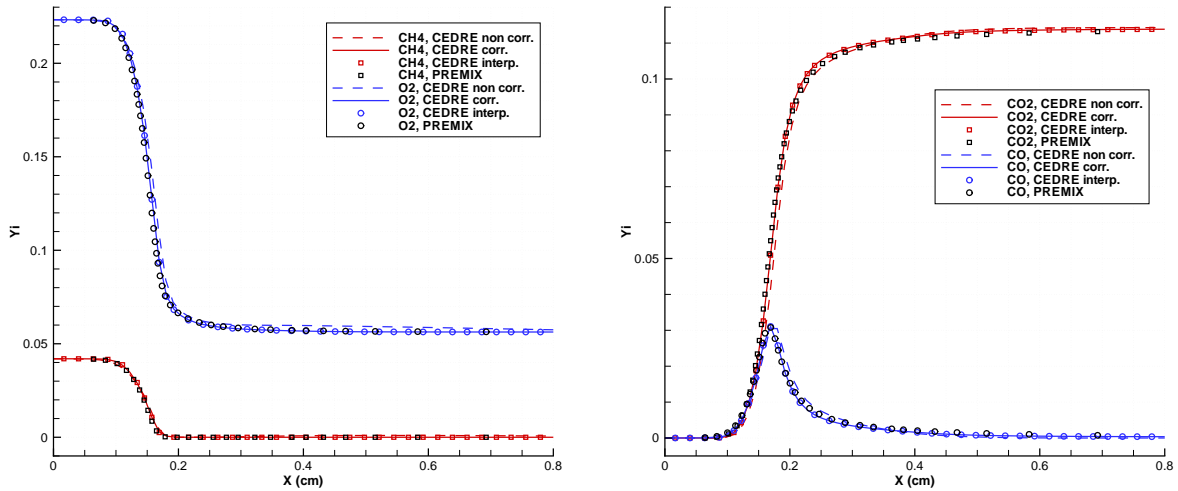 CH4, CEDRE non corr.
CH4, CEDRE corr.
CH4, CEDRE interp.
CH4, PREMIX
O2, CEDRE non corr.
O2, CEDRE corr.
O2, CEDRE interp.
O2, PREMIX
Yi
0.2
0.15
0.1
0.05
0
0 0.2 0.4 0.6 0.8
X (cm)
CO2, CEDRE non corr.
CO2, CEDRE corr.
CO2, CEDRE interp.
CO2, PREMIX
CO, CEDRE non corr.
CO, CEDRE corr.
CO, CEDRE interp.
CO, PREMIX
Yi
0.1
0.05
0
0 0.2 0.4 0.6 0.8
X (cm)